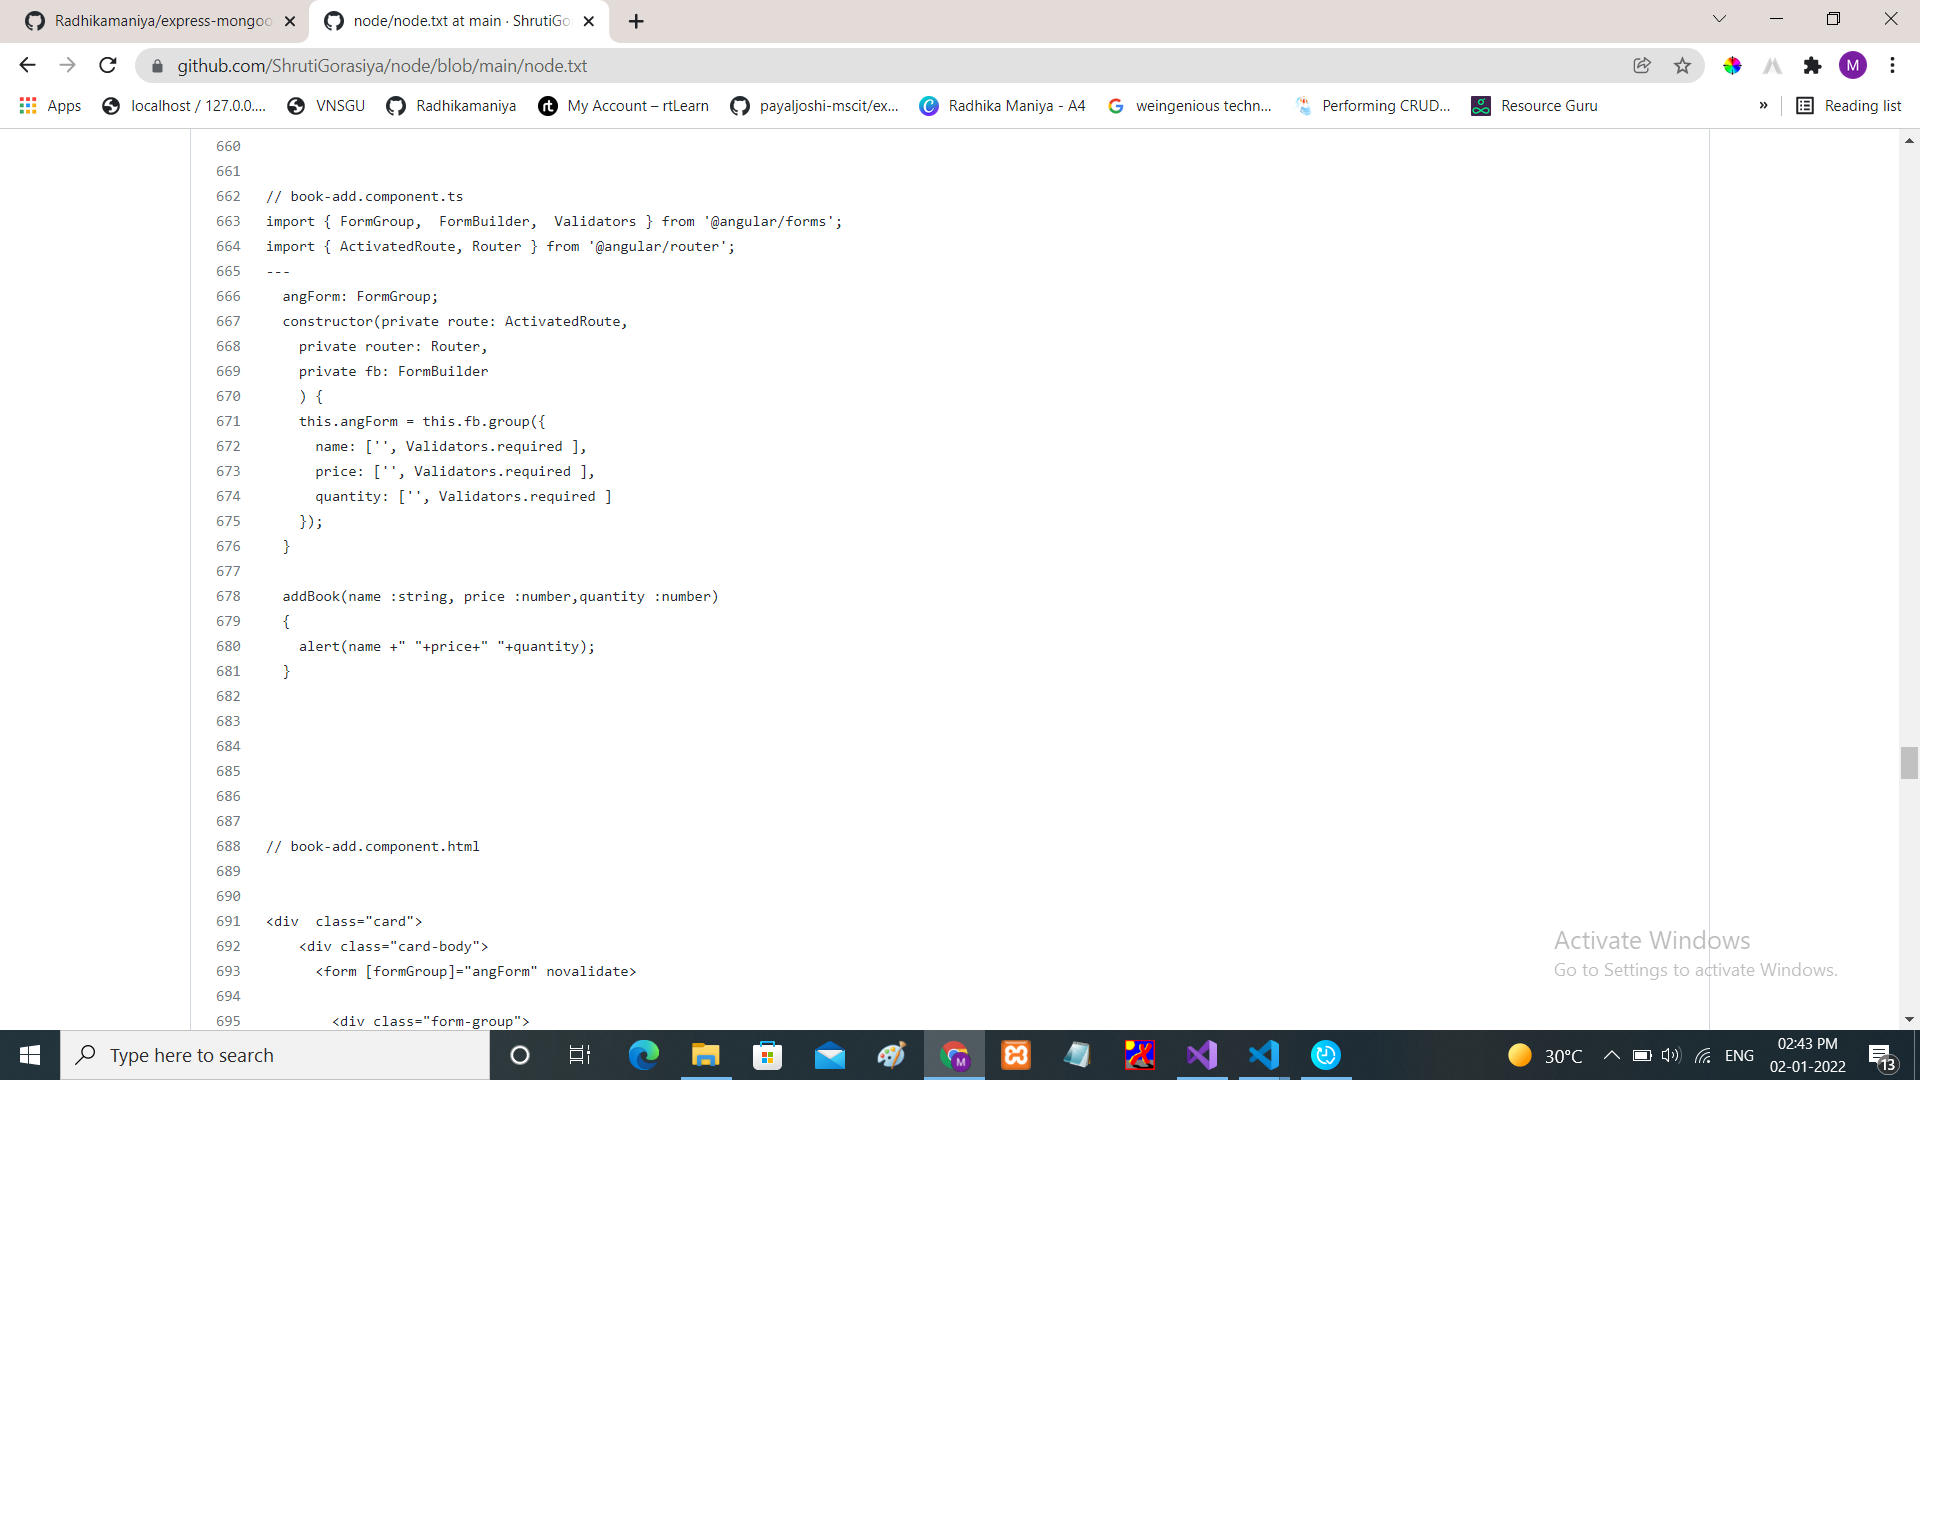 Radhikamaniya/express-mongoo
node/node.txt at main · ShrutiGo
github.com/ShrutiGorasiya/node/blob/main/node.txt
M
Apps
localhost / 127.0.0....
VNSGU
Radhikamaniya
rt
My Account – rtLearn
payaljoshi-mscit/ex...
Radhika Maniya - A4
weingenious techn...
Performing CRUD...
Resource Guru
»
Reading list
660
661
662 // book-add.component.ts
663 import { FormGroup,  FormBuilder,  Validators } from '@angular/forms';
664 import { ActivatedRoute, Router } from '@angular/router';
665 ---
666   angForm: FormGroup;
667   constructor(private route: ActivatedRoute,
668     private router: Router,
669     private fb: FormBuilder
670     ) {
671     this.angForm = this.fb.group({
672       name: ['', Validators.required ],
673       price: ['', Validators.required ],
674       quantity: ['', Validators.required ]
675     });
676   }
677
678   addBook(name :string, price :number,quantity :number)
679   {
680     alert(name +" "+price+" "+quantity);
681   }
682
683
684
685
686
687
688 // book-add.component.html
689
690
691 <div  class="card">
692     <div class="card-body">
693       <form [formGroup]="angForm" novalidate>
694
695         <div class="form-group">
Activate Windows
Go to Settings to activate Windows.
Type here to search
M
30°C
ENG
02:43 PM
02-01-2022
13